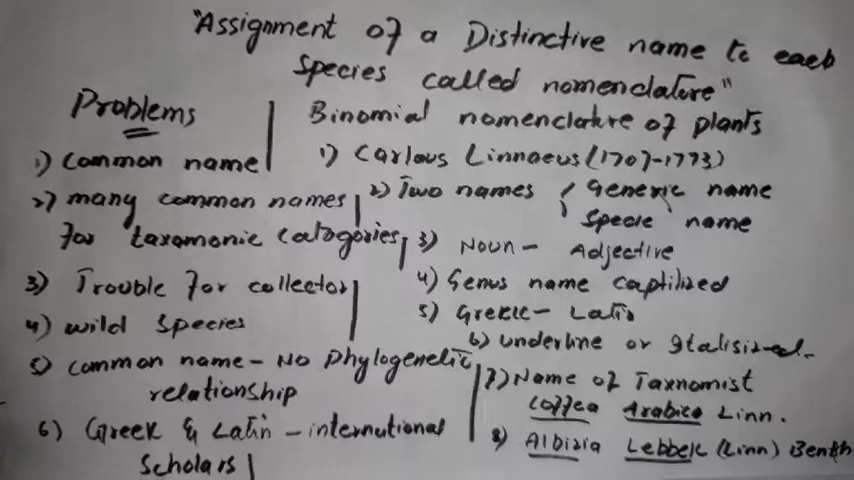 "Assignment of a Distinctive name to each
Species called nomenclature"
Problems
1) Common name
2) many common names
for taxamonic Catogories
3) Trouble for collector
4) wild Species
5) Common name - No Phylogenetic
relationship
6) Greek & Latin - international
Scholars
Binomial nomenclature of plants
1) Carlous Linnaeus (1707-1773)
2) Two names
Generic name
Specie name
3) Noun - Adjective
4) Genus name captilized
5) Grekic - Latin
6) underline or Italisized.
7) Name of Taxnomist
Coffea Arabica Linn.
8) Albizia Lebbek (Linn) Benth